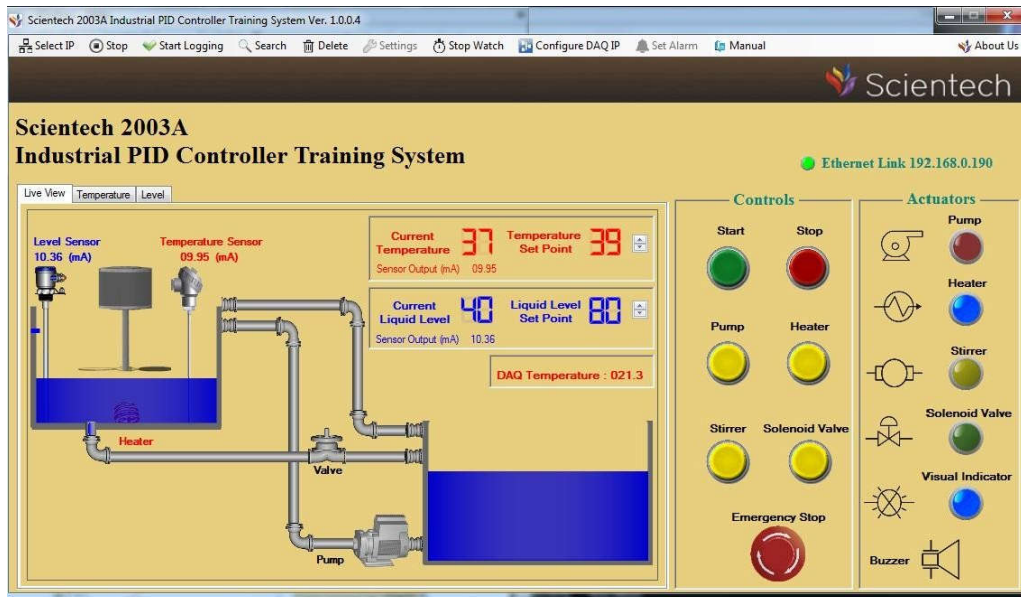 Scientech 2003A Industrial PID Controller Training System Ver. 1.0.0.4
Select IP Stop Start Logging Search Delete Settings Stop Watch Configure DAQ IP Set Alarm Manual About Us
Scientech
Scientech 2003A
Industrial PID Controller Training System
Ethernet Link 192.168.0.190
Live View Temperature Level
Level Sensor
10.36 (mA)
Temperature Sensor
09.95 (mA)
Current
Temperature
37
Temperature
Set Point
39
Sensor Output (mA) 09.95
Current
Liquid Level
40
Liquid Level
Set Point
80
Sensor Output (mA) 10.36
DAQ Temperature : 021.3
Heater
Valve
Pump
Controls
Start Stop
Pump Heater
Stirrer Solenoid Valve
Emergency Stop
Actuators
Pump
Heater
Stirrer
Solenoid Valve
Visual Indicator
Buzzer